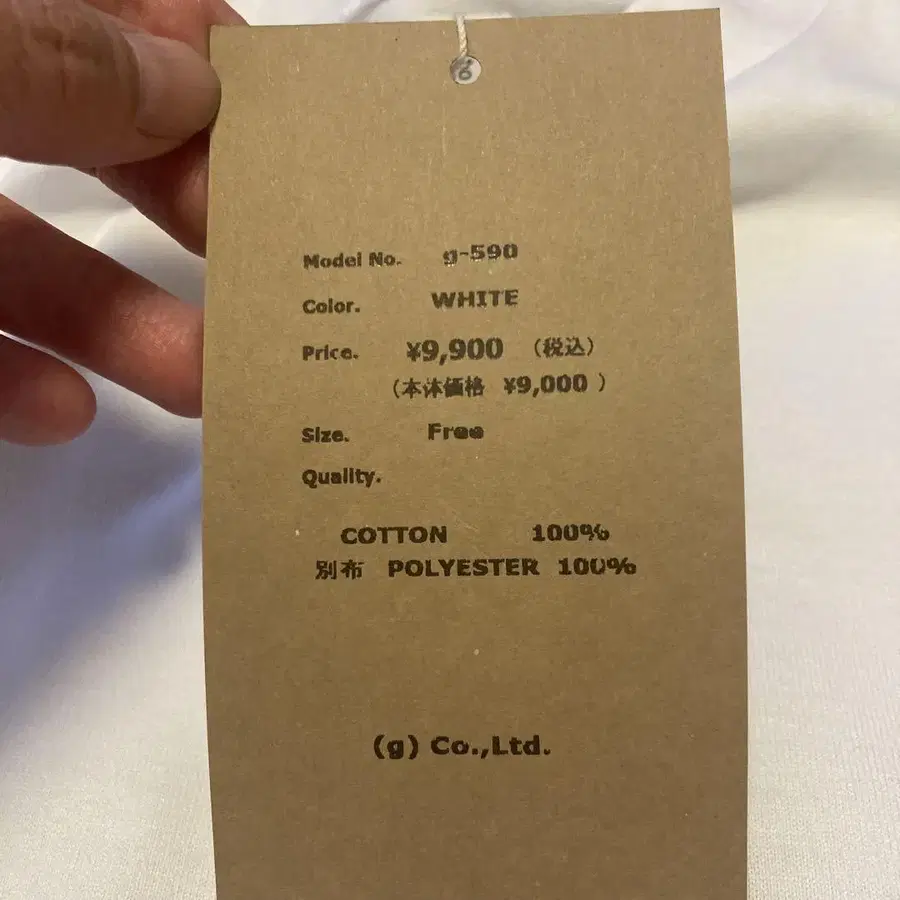 Model No. g-590
Color. WHITE
Price. ¥9,900 (税込)
(本体価格 ¥9,000 )
Size. Free
Quality.
COTTON 100%
別布 POLYESTER 100%
(g) Co.,Ltd.